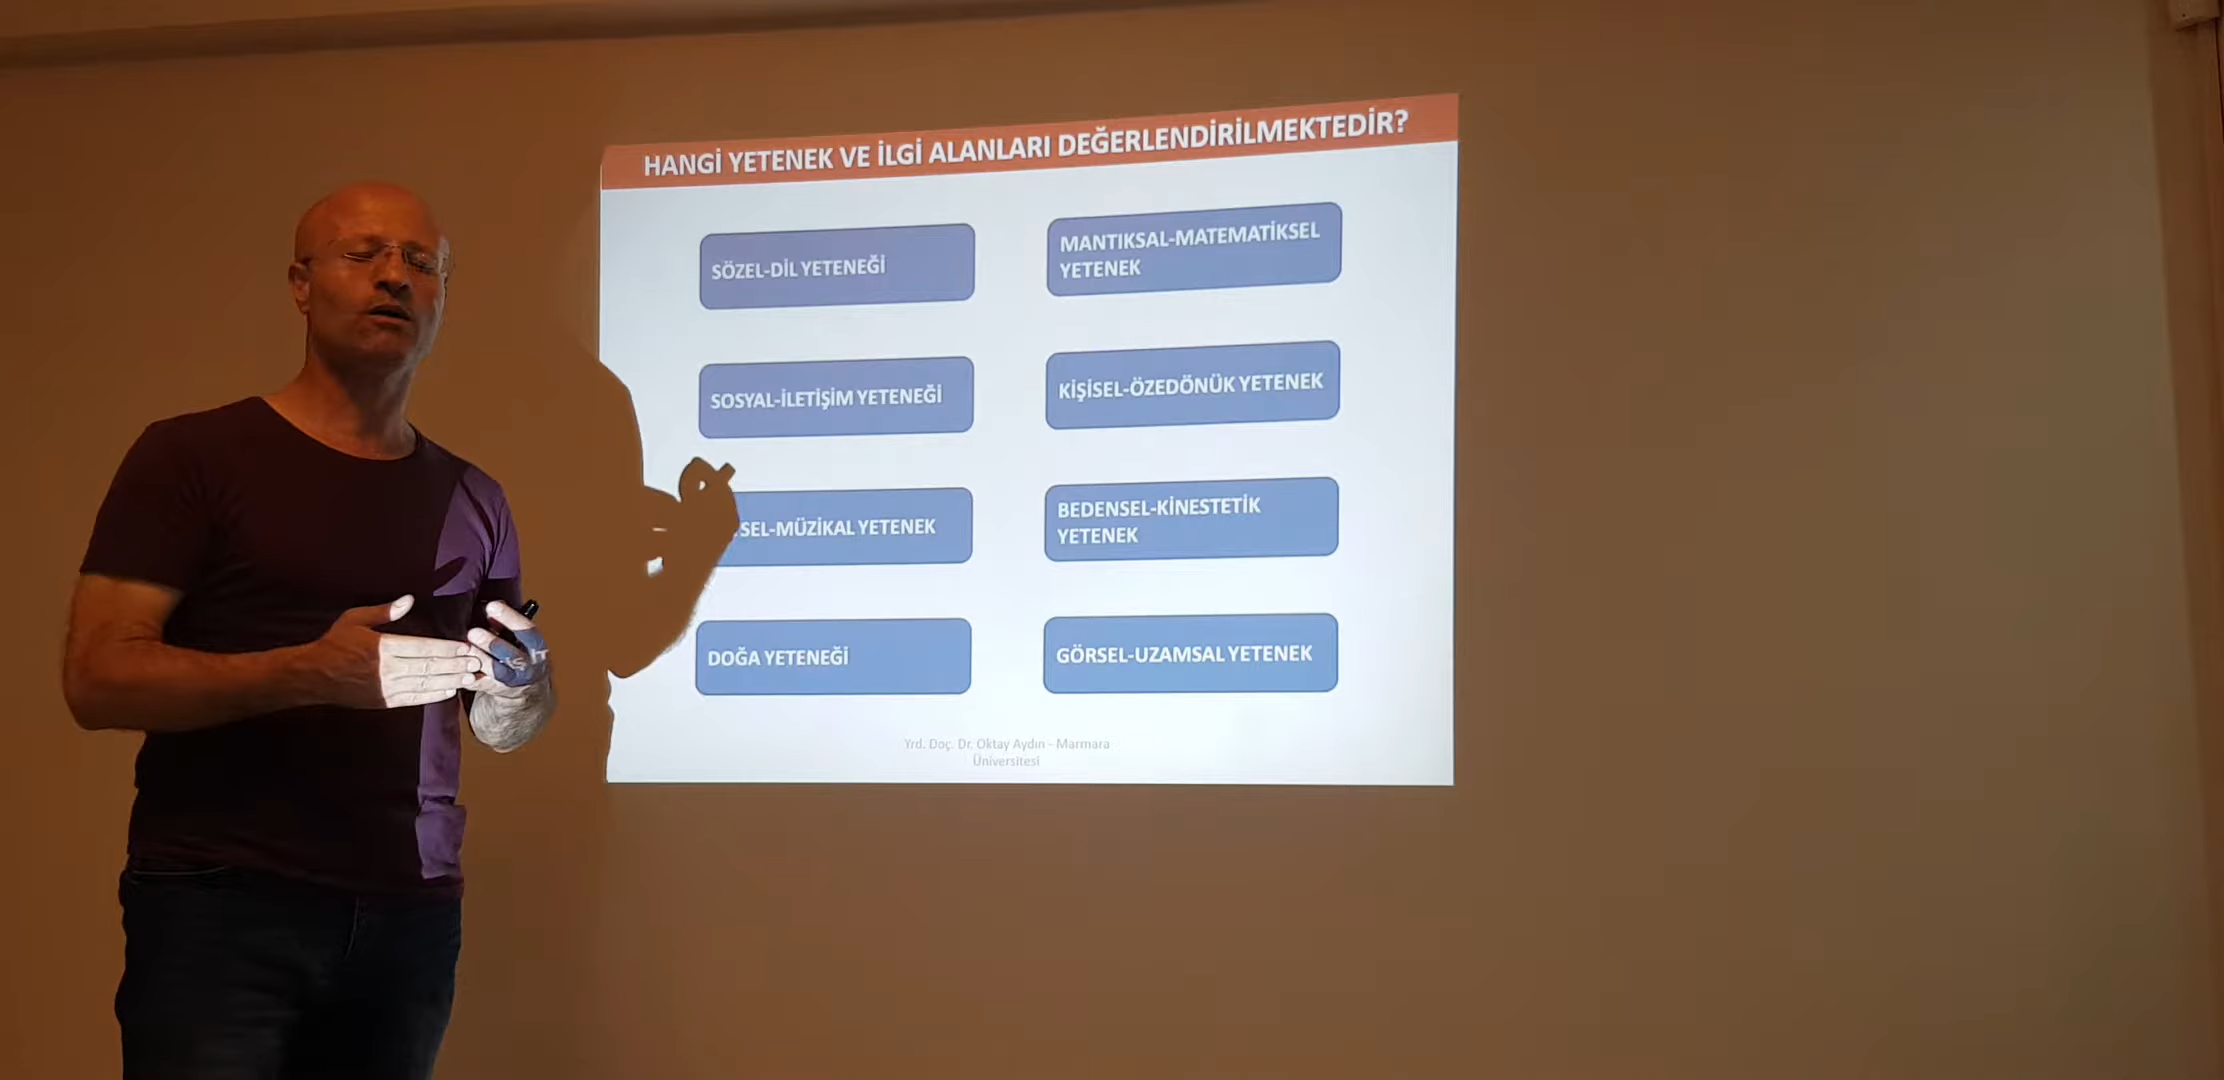 HANGİ YETENEK VE İLGİ ALANLARI DEĞERLENDİRİLMEKTEDİR?
SÖZEL-DİL YETENEĞİ
MANTIKSAL-MATEMATİKSEL
YETENEK
SOSYAL-İLETİŞİM YETENEĞİ
KİŞİSEL-ÖZEDÖNÜK YETENEK
SEL-MÜZİKAL YETENEK
BEDENSEL-KİNESTETİK
YETENEK
DOĞA YETENEĞİ
GÖRSEL-UZAMSAL YETENEK
Yrd. Doç. Dr. Oktay Aydın - Marmara
Üniversitesi